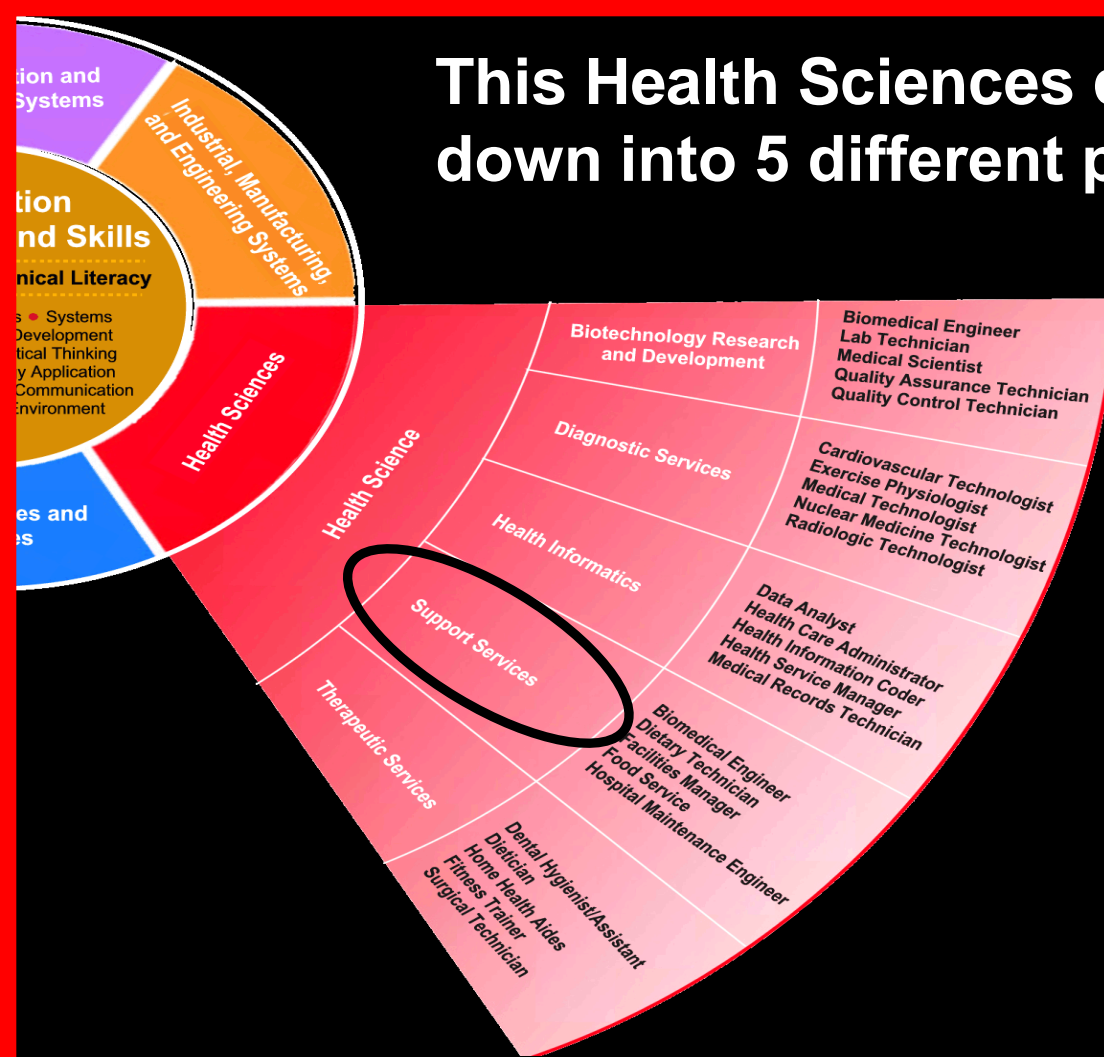 This Health Sciences
down into 5 different
tion and
Systems
Industrial, Manufacturing,
and Engineering Systems
tion
nd Skills
nical Literacy
s • Systems
Development
tical Thinking
y Application
Communication
Environment
Health Sciences
es and
es
Health Science
Biotechnology Research
and Development
Biomedical Engineer
Lab Technician
Medical Scientist
Quality Assurance Technician
Quality Control Technician
Diagnostic Services
Cardiovascular Technologist
Exercise Physiologist
Medical Technologist
Nuclear Medicine Technologist
Radiologic Technologist
Health Informatics
Data Analyst
Health Care Administrator
Health Information Coder
Health Service Manager
Medical Records Technician
Support Services
Biomedical Engineer
Dietary Technician
Facilities Manager
Food Service
Hospital Maintenance Engineer
Therapeutic Services
Dental Hygienist/Assistant
Dietician
Home Health Aides
Fitness Trainer
Surgical Technician